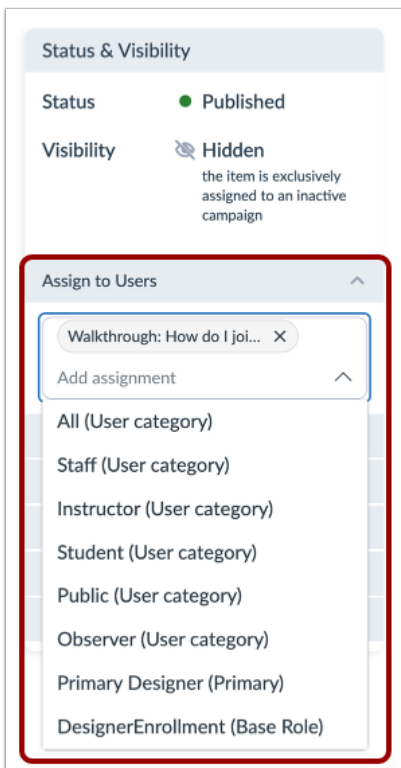 Status & Visibility
Status
Published
Visibility
Hidden
the item is exclusively
assigned to an inactive
campaign
Assign to Users
Walkthrough: How do I joi... X
Add assignment
All (User category)
Staff (User category)
Instructor (User category)
Student (User category)
Public (User category)
Observer (User category)
Primary Designer (Primary)
DesignerEnrollment (Base Role)